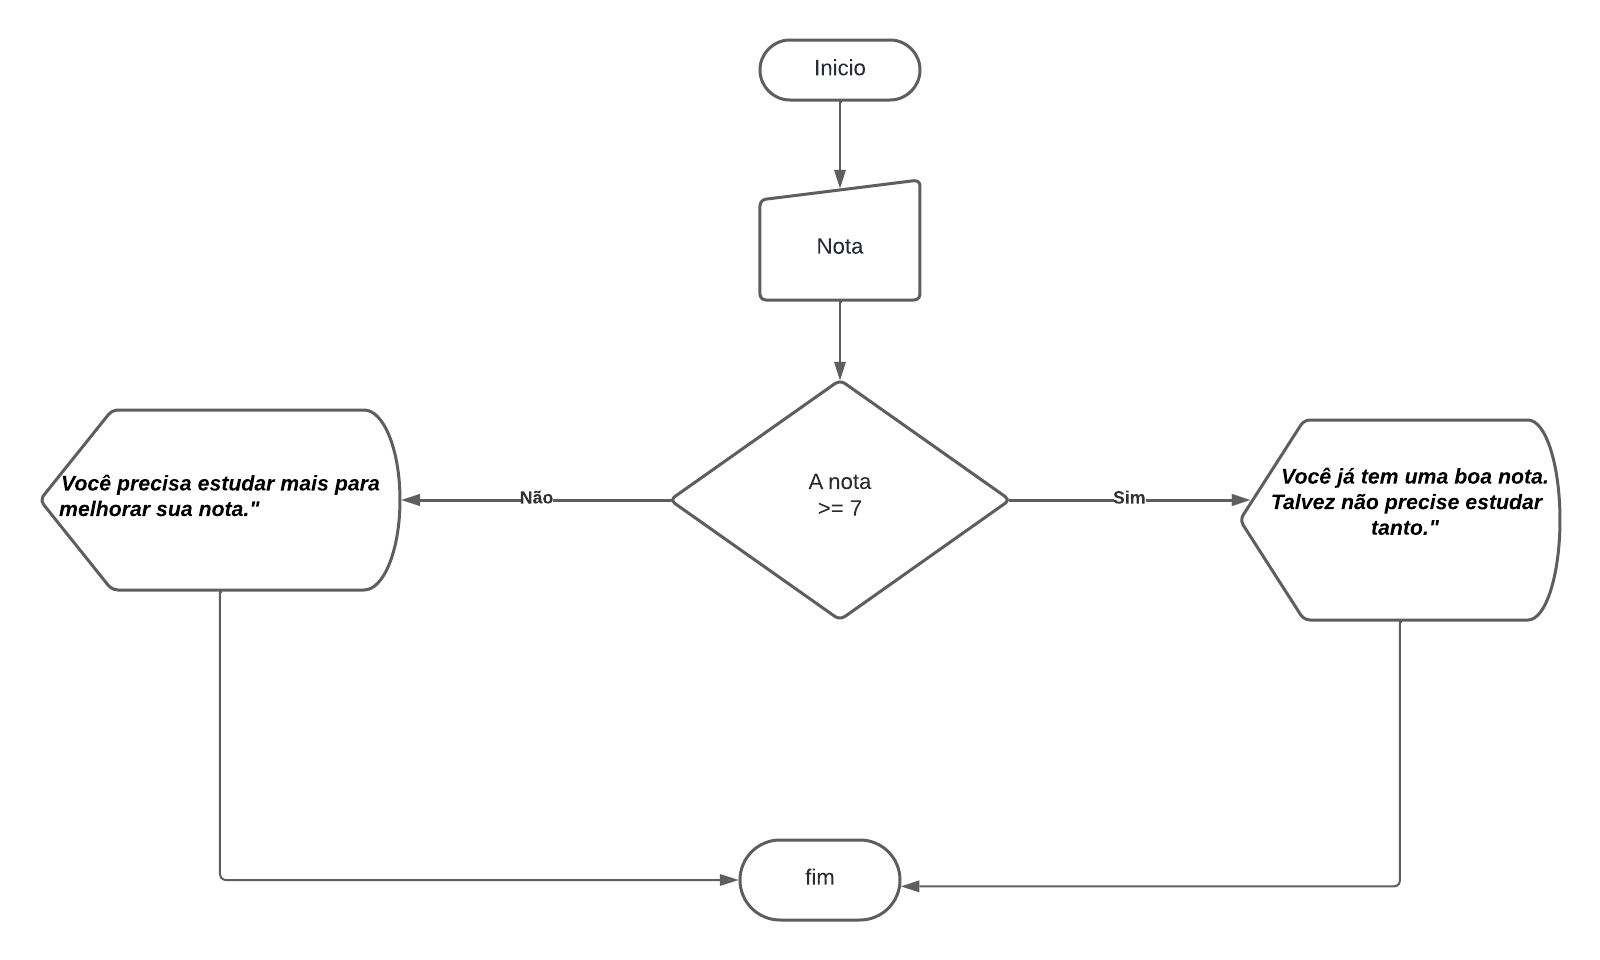 Inicio
Nota
A nota
>= 7
Não
Sim
Você precisa estudar mais para
melhorar sua nota."
Você já tem uma boa nota.
Talvez não precise estudar
tanto."
fim